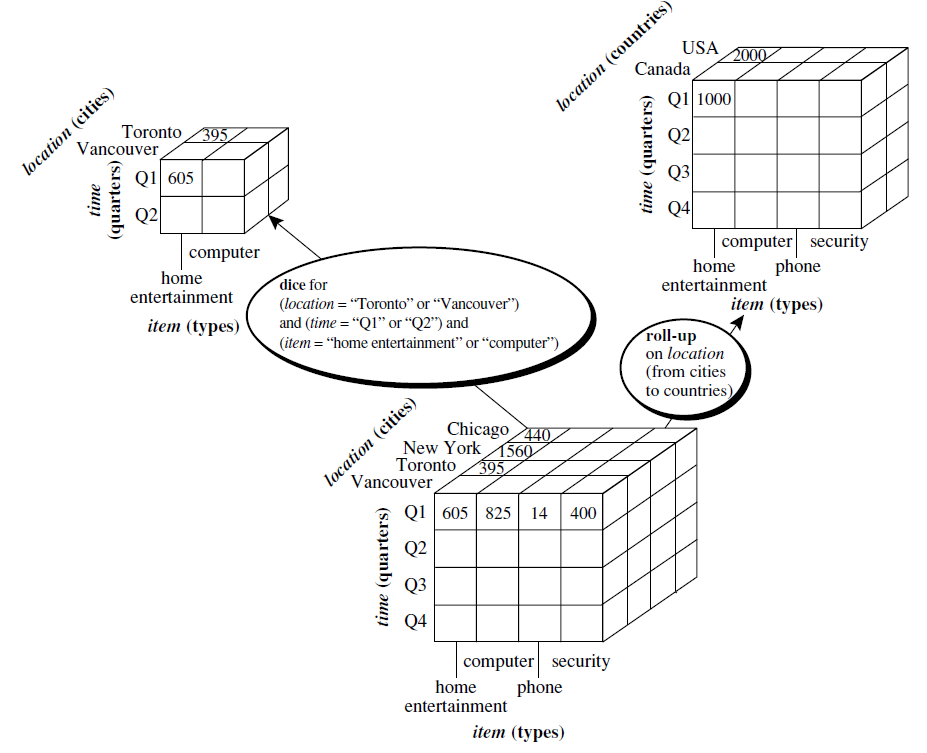 location (cities)
Toronto
395
Vancouver
Q1 605
Q2
time
(quarters)
computer
home
entertainment
item (types)
location (countries)
USA
2000
Canada
Q1 1000
Q2
Q3
Q4
time (quarters)
computer security
home phone
entertainment
item (types)
dice for
(location = “Toronto” or “Vancouver”)
and (time = “Q1” or “Q2”) and
(item = “home entertainment” or “computer”)
roll-up
on location
(from cities
to countries)
location (cities)
Chicago 440
New York 1560
Toronto 395
Vancouver
Q1 605 825 14 400
Q2
Q3
Q4
time (quarters)
computer security
home phone
entertainment
item (types)